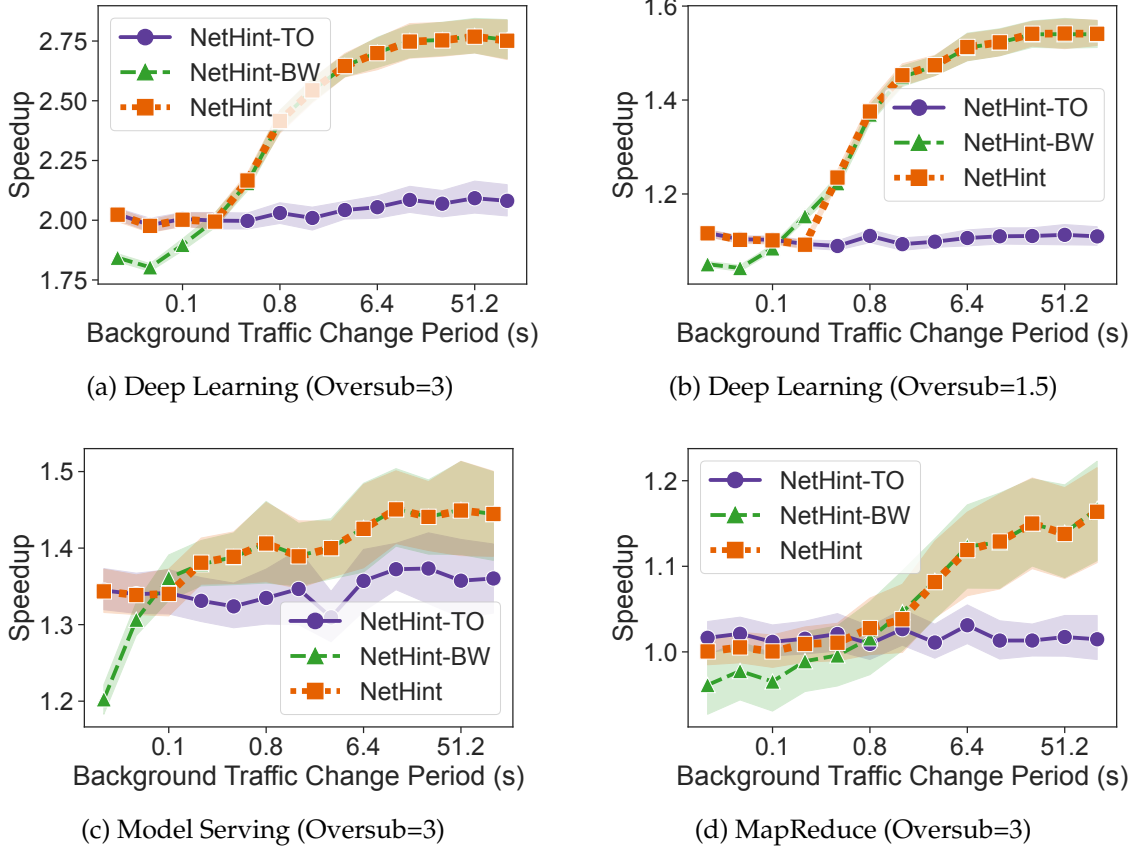 2.75
2.50
2.25
2.00
1.75
Speedup
NetHint-TO
NetHint-BW
NetHint
0.1 0.8 6.4 51.2
Background Traffic Change Period (s)
(a) Deep Learning (Oversub=3)
1.6
1.4
1.2
Speedup
NetHint-TO
NetHint-BW
NetHint
0.1 0.8 6.4 51.2
Background Traffic Change Period (s)
(b) Deep Learning (Oversub=1.5)
1.5
1.4
1.3
1.2
Speedup
NetHint-TO
NetHint-BW
NetHint
0.1 0.8 6.4 51.2
Background Traffic Change Period (s)
(c) Model Serving (Oversub=3)
1.2
1.1
1.0
Speedup
NetHint-TO
NetHint-BW
NetHint
0.1 0.8 6.4 51.2
Background Traffic Change Period (s)
(d) MapReduce (Oversub=3)